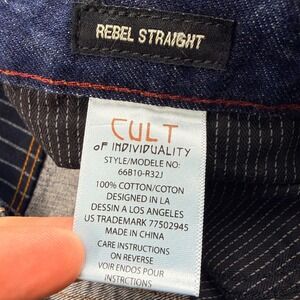 REBEL STRAIGHT
CULT
OF INDIVIDUALITY
STYLE/MODELE NO:
66B10-R32J
100% COTTON/COTON
DESIGNED IN LA
DESSIN A LOS ANGELES
US TRADEMARK 77502945
MADE IN CHINA
CARE INSTRUCTIONS
ON REVERSE
VOIR ENDOS POUR
INSTRCTIONS